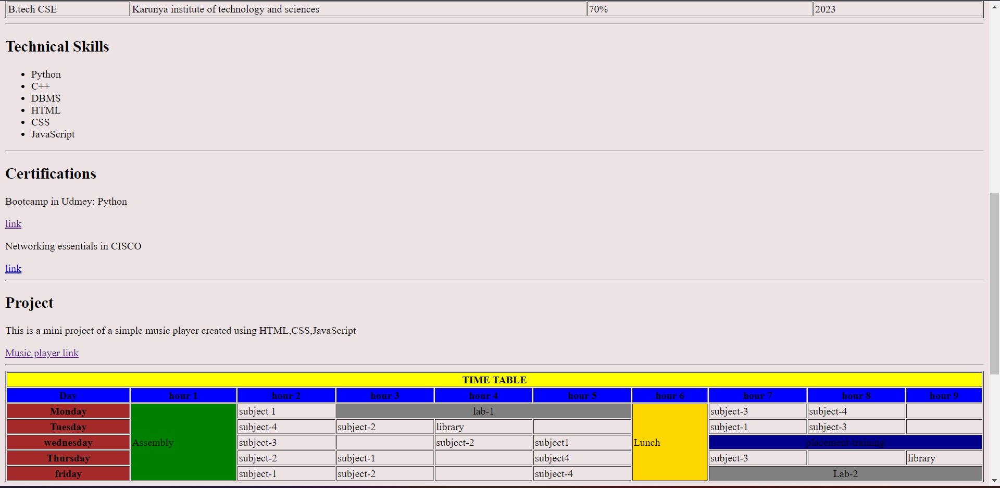 B.tech CSE Karunya institute of technology and sciences 70% 2023
Technical Skills
Python
C++
DBMS
HTML
CSS
JavaScript
Certifications
Bootcamp in Udmey: Python
link
Networking essentials in CISCO
link
Project
This is a mini project of a simple music player created using HTML,CSS,JavaScript
Music player link
TIME TABLE
Day hour 1 hour 2 hour 3 hour 4 hour 5 hour 6 hour 7 hour 8 hour 9
Monday subject 1 lab-1 subject-3 subject-4
Tuesday subject-4 subject-2 library subject-1 subject-3
wednesday Assembly subject-3 subject-2 subject1 Lunch placement-training
Thursday subject-2 subject-1 subject4 subject-3 library
friday subject-1 subject-2 subject-4 Lab-2